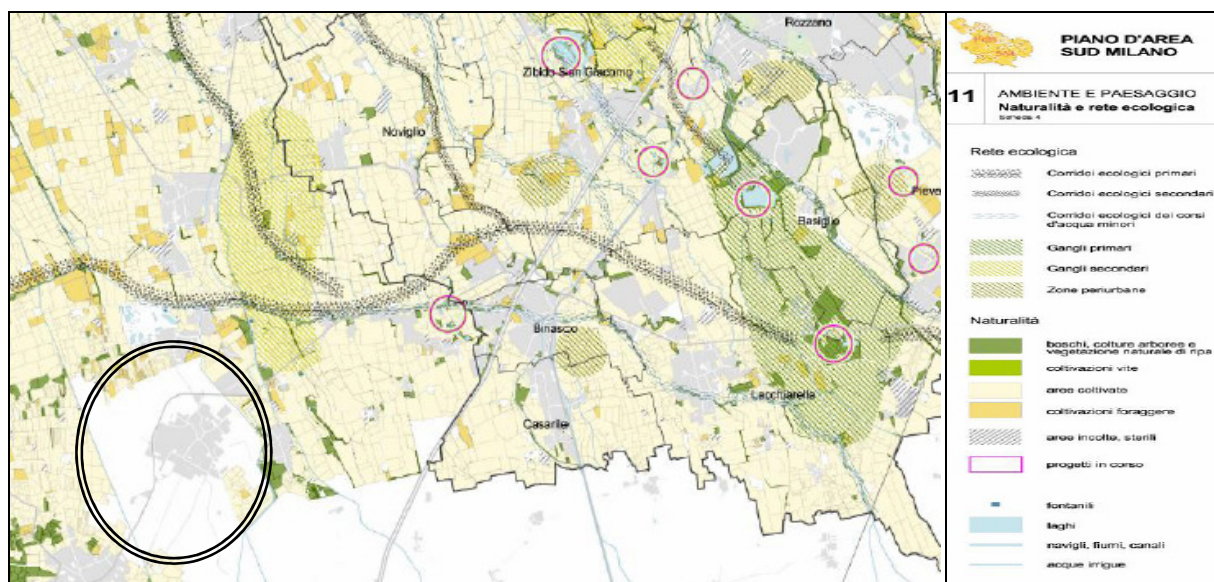 Rozzano
Zibido San Giacomo
Noviglio
Basiglio
Pieve
Binasco
Lacchiarella
Casarile
PIANO D'AREA
SUD MILANO
11
AMBIENTE E PAESAGGIO
Naturalità e rete ecologica
Scheda 4
Rete ecologica
Corridoi ecologici primari
Corridoi ecologici secondari
Corridoi ecologici dei corsi
d'acqua minori
Gangli primari
Gangli secondari
Zone periurbane
Naturalità
boschi, colture arboree e
vegetazione naturale di ripa
coltivazioni vite
aree coltivate
coltivazioni foraggere
aree incolte, sterili
progetti in corso
fontanili
laghi
navigli, fiumi, canali
acque irrigue